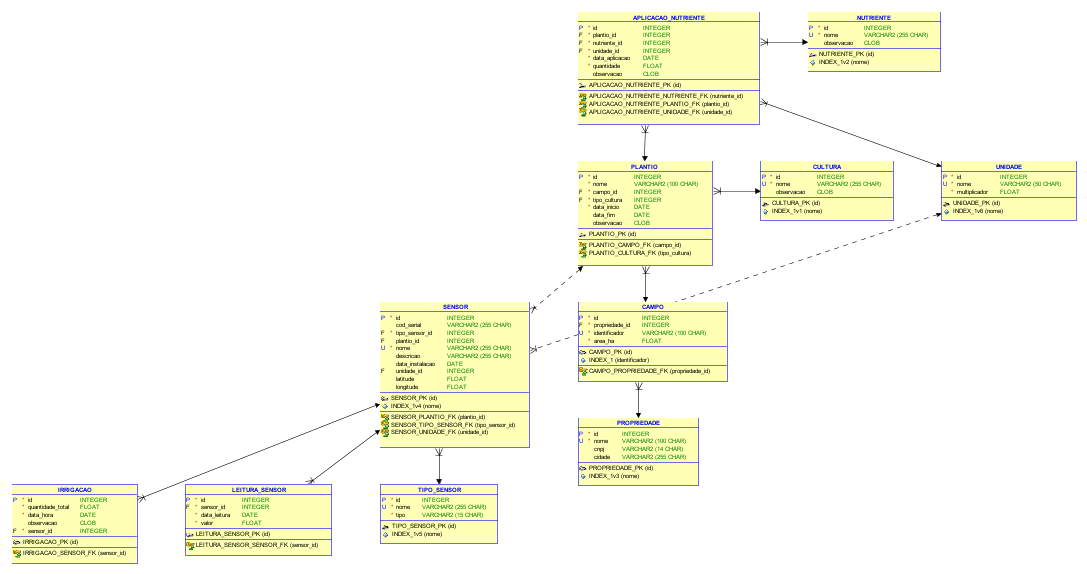 APLICACAO_NUTRIENTE
P * id INTEGER
F * plantio_id INTEGER
F * nutriente_id INTEGER
F * unidade_id INTEGER
* data_aplicacao DATE
* quantidade FLOAT
observacao CLOB
APLICACAO_NUTRIENTE_PK (id)
APLICACAO_NUTRIENTE_NUTRIENTE_FK (nutriente_id)
APLICACAO_NUTRIENTE_PLANTIO_FK (plantio_id)
APLICACAO_NUTRIENTE_UNIDADE_FK (unidade_id)
NUTRIENTE
P * id INTEGER
U * nome VARCHAR2 (255 CHAR)
observacao CLOB
NUTRIENTE_PK (id)
INDEX_1v2 (nome)
PLANTIO
P * id INTEGER
* nome VARCHAR2 (100 CHAR)
F * campo_id INTEGER
F * tipo_cultura INTEGER
* data_inicio DATE
data_fim DATE
observacao CLOB
PLANTIO_PK (id)
PLANTIO_CAMPO_FK (campo_id)
PLANTIO_CULTURA_FK (tipo_cultura)
CULTURA
P * id INTEGER
U * nome VARCHAR2 (255 CHAR)
observacao CLOB
CULTURA_PK (id)
INDEX_1v1 (nome)
UNIDADE
P * id INTEGER
U * nome VARCHAR2 (50 CHAR)
* multiplicador FLOAT
UNIDADE_PK (id)
INDEX_1v6 (nome)
SENSOR
P * id INTEGER
cod_serial VARCHAR2 (255 CHAR)
F * tipo_sensor_id INTEGER
F plantio_id INTEGER
U * nome VARCHAR2 (255 CHAR)
descricao VARCHAR2 (255 CHAR)
data_instalacao DATE
F unidade_id INTEGER
latitude FLOAT
longitude FLOAT
SENSOR_PK (id)
INDEX_1v4 (nome)
SENSOR_PLANTIO_FK (plantio_id)
SENSOR_TIPO_SENSOR_FK (tipo_sensor_id)
SENSOR_UNIDADE_FK (unidade_id)
CAMPO
P * id INTEGER
F * propriedade_id INTEGER
U * identificador VARCHAR2 (100 CHAR)
* area_ha FLOAT
CAMPO_PK (id)
INDEX_1 (identificador)
CAMPO_PROPRIEDADE_FK (propriedade_id)
PROPRIEDADE
P * id INTEGER
U * nome VARCHAR2 (100 CHAR)
cnpj VARCHAR2 (14 CHAR)
cidade VARCHAR2 (255 CHAR)
PROPRIEDADE_PK (id)
INDEX_1v3 (nome)
IRRIGACAO
P * id INTEGER
* quantidade_total FLOAT
* data_hora DATE
observacao CLOB
F * sensor_id INTEGER
IRRIGACAO_PK (id)
IRRIGACAO_SENSOR_FK (sensor_id)
LEITURA_SENSOR
P * id INTEGER
F * sensor_id INTEGER
* data_leitura DATE
* valor FLOAT
LEITURA_SENSOR_PK (id)
LEITURA_SENSOR_SENSOR_FK (sensor_id)
TIPO_SENSOR
P * id INTEGER
U * nome VARCHAR2 (255 CHAR)
* tipo VARCHAR2 (15 CHAR)
TIPO_SENSOR_PK (id)
INDEX_1v5 (nome)